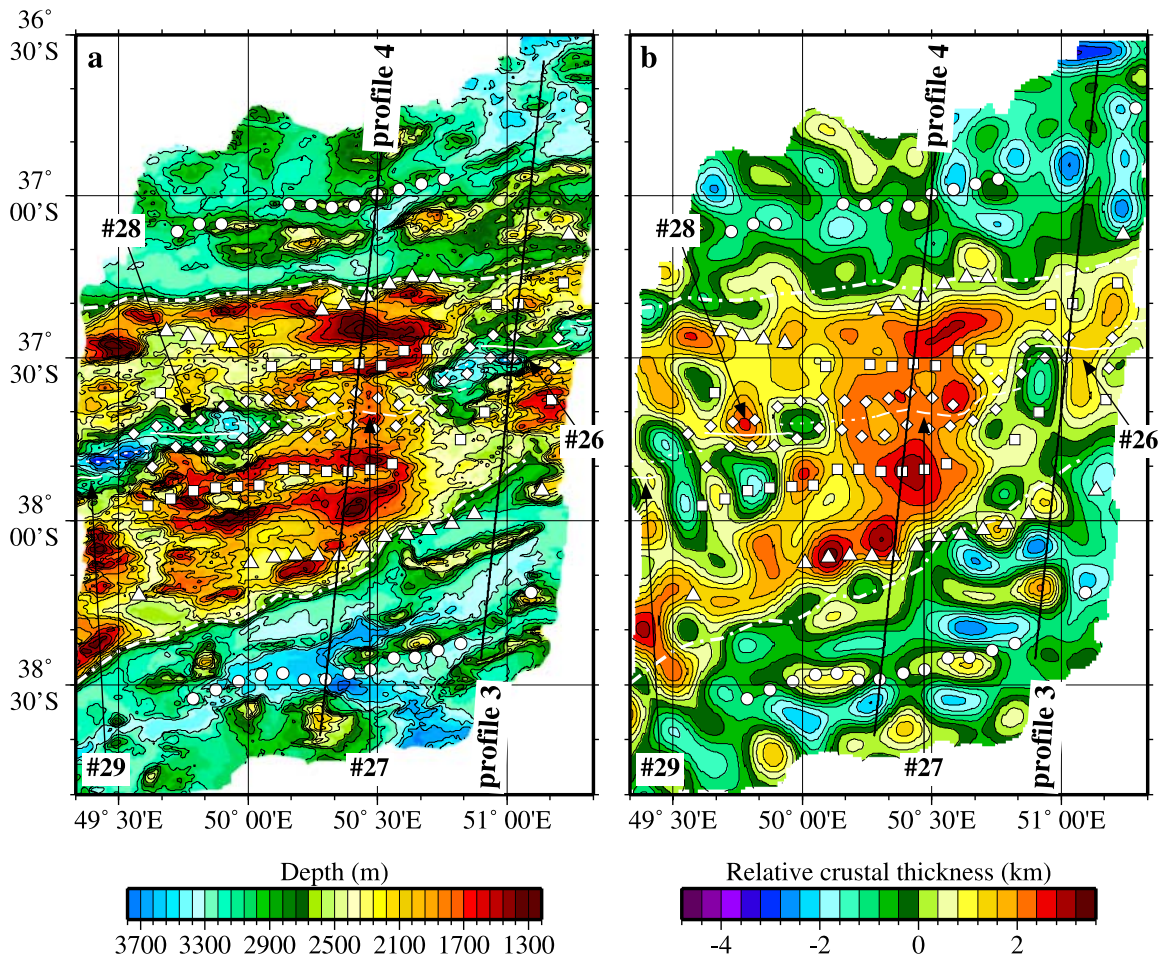 36°
30'S
37°
00'S
37°
30'S
38°
00'S
38°
30'S
a
profile 4
#28
#26
profile 3
#29
#27
49° 30'E
50° 00'E
50° 30'E
51° 00'E
b
profile 4
#28
#26
profile 3
#29
#27
49° 30'E
50° 00'E
50° 30'E
51° 00'E
Depth (m)
3700 3300 2900 2500 2100 1700 1300
Relative crustal thickness (km)
-4 -2 0 2